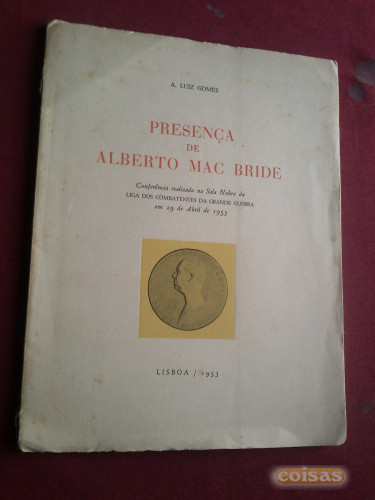 A. LUIZ GOMES
PRESENÇA
DE
ALBERTO MAC BRIDE
Conferência realizada na Sala Nobre da
LIGA DOS COMBATENTES DA GRANDE GUERRA
em 29 de Abril de 1953
LISBOA / 1953
coisas